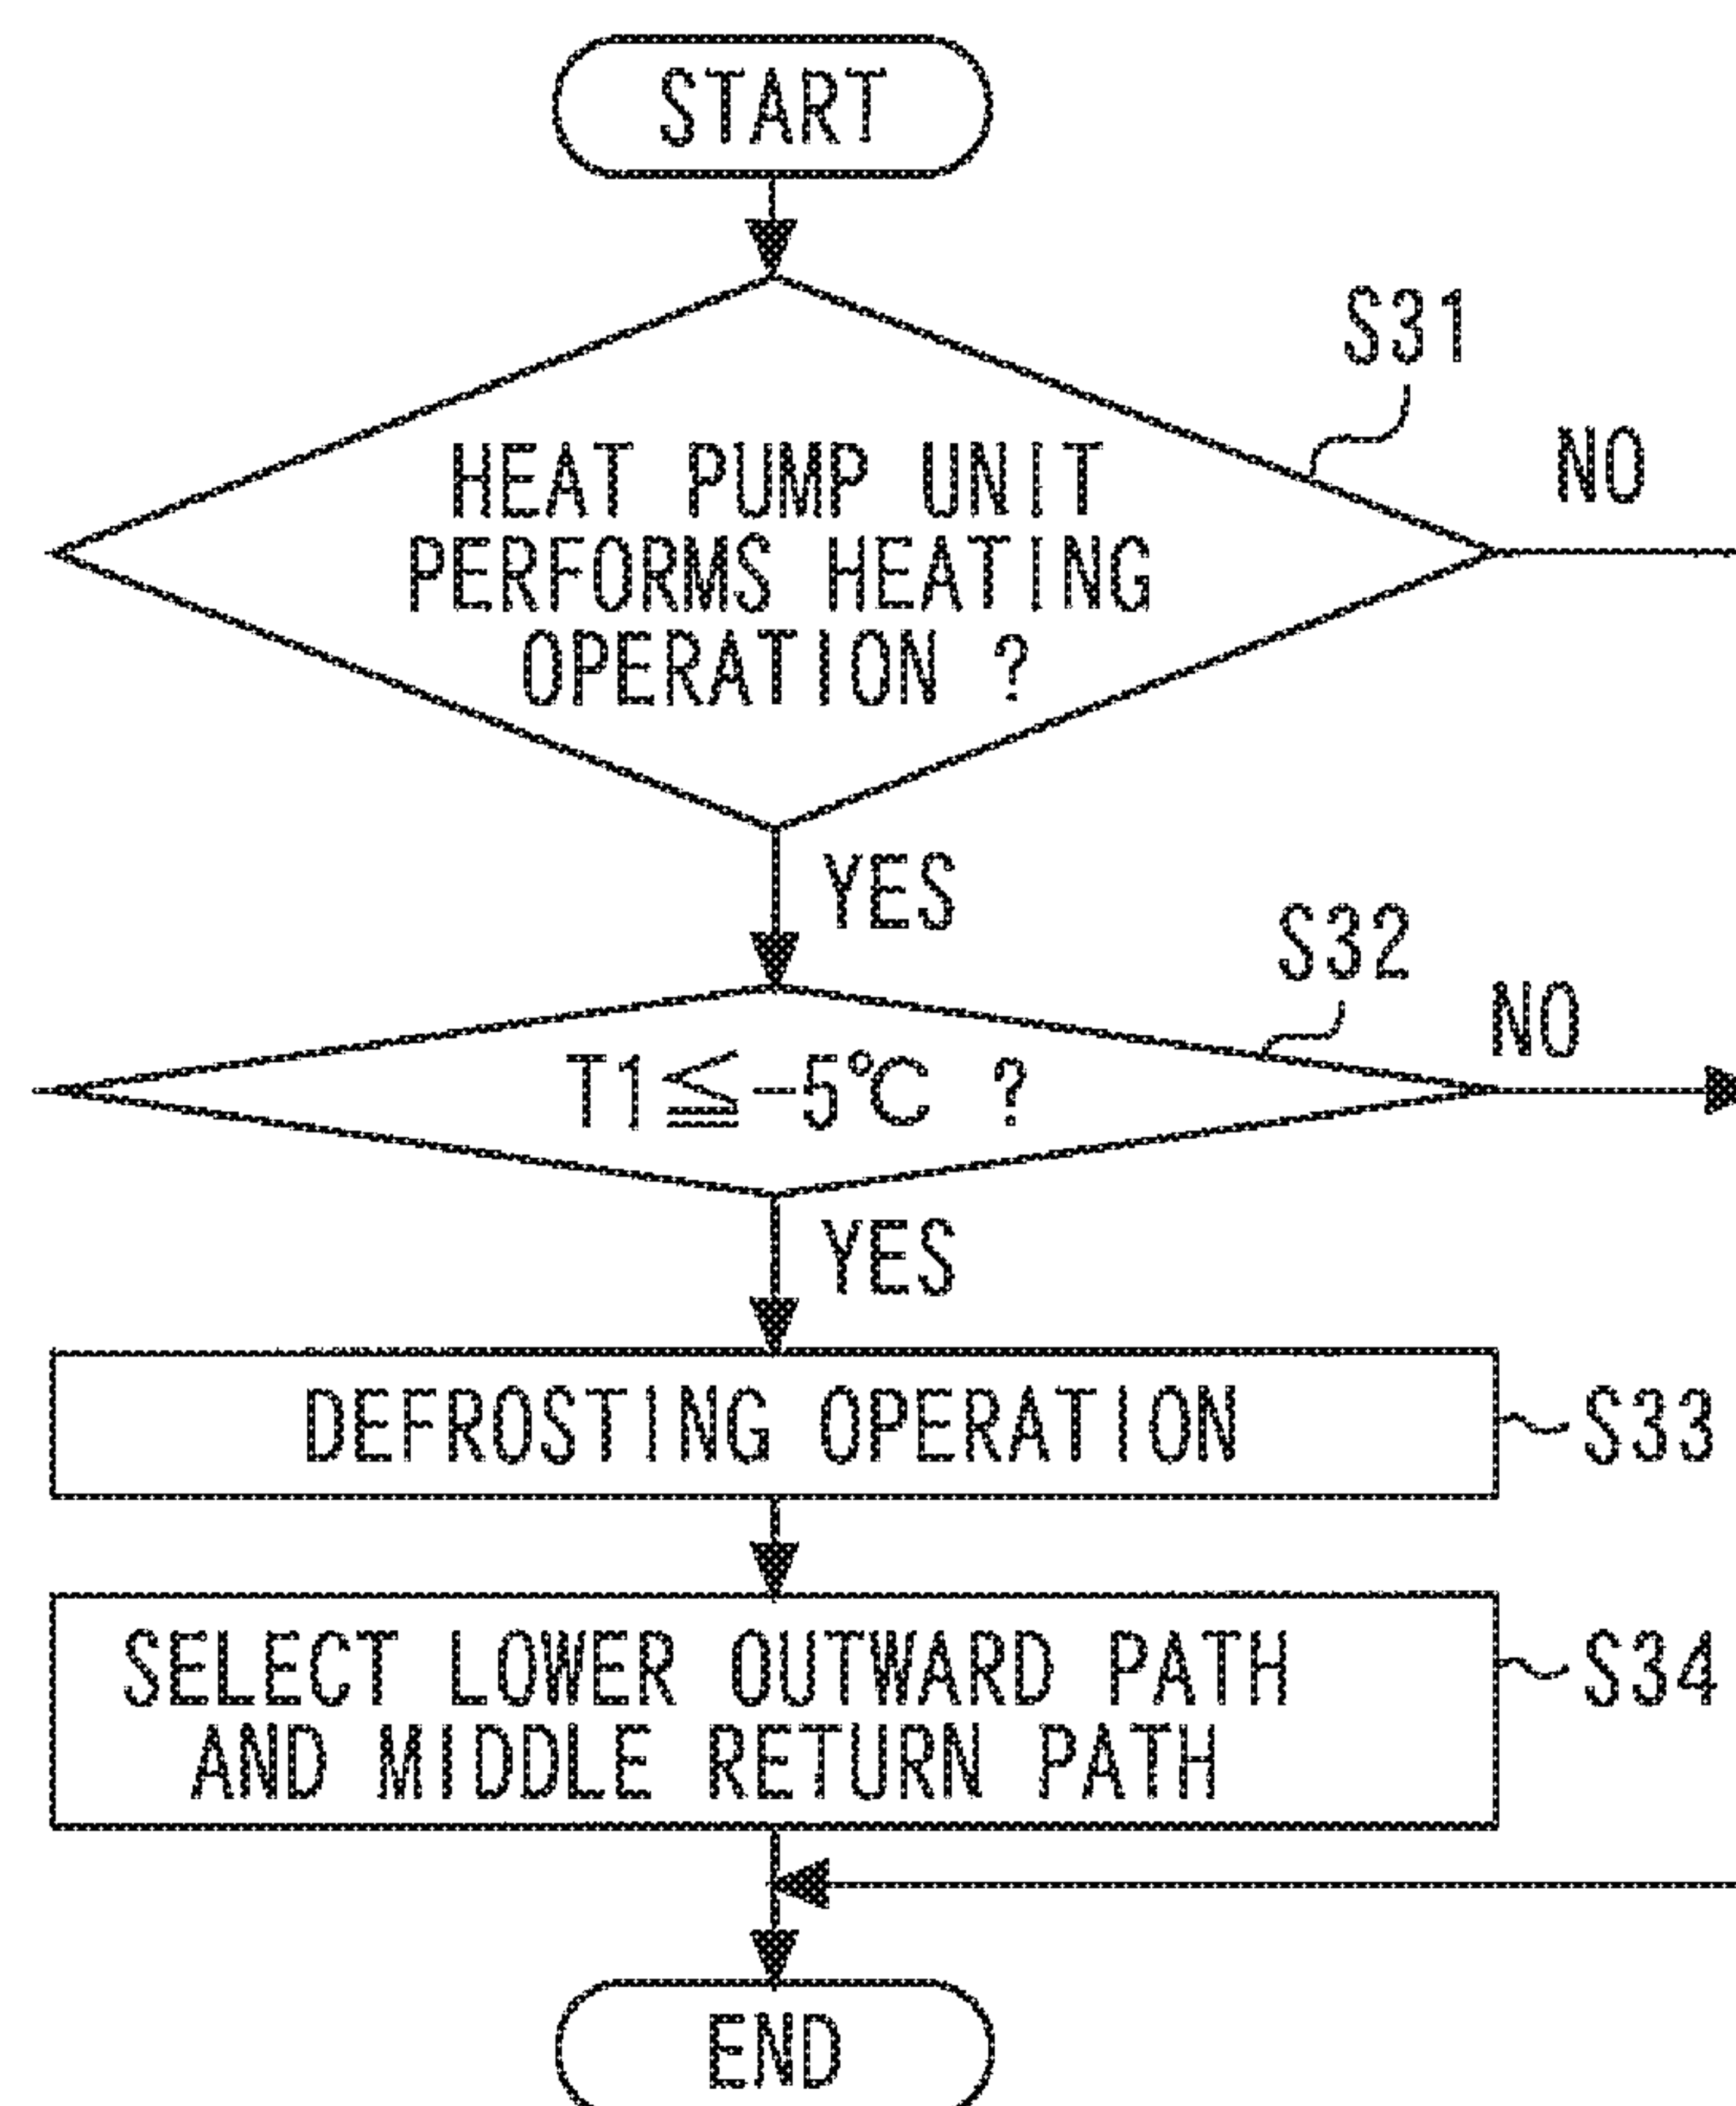 START
S31
HEAT PUMP UNIT
PERFORMS HEATING
OPERATION ?
NO
YES
S32
T1≦-5℃ ?
NO
YES
DEFROSTING OPERATION
S33
SELECT LOWER OUTWARD PATH
AND MIDDLE RETURN PATH
S34
END